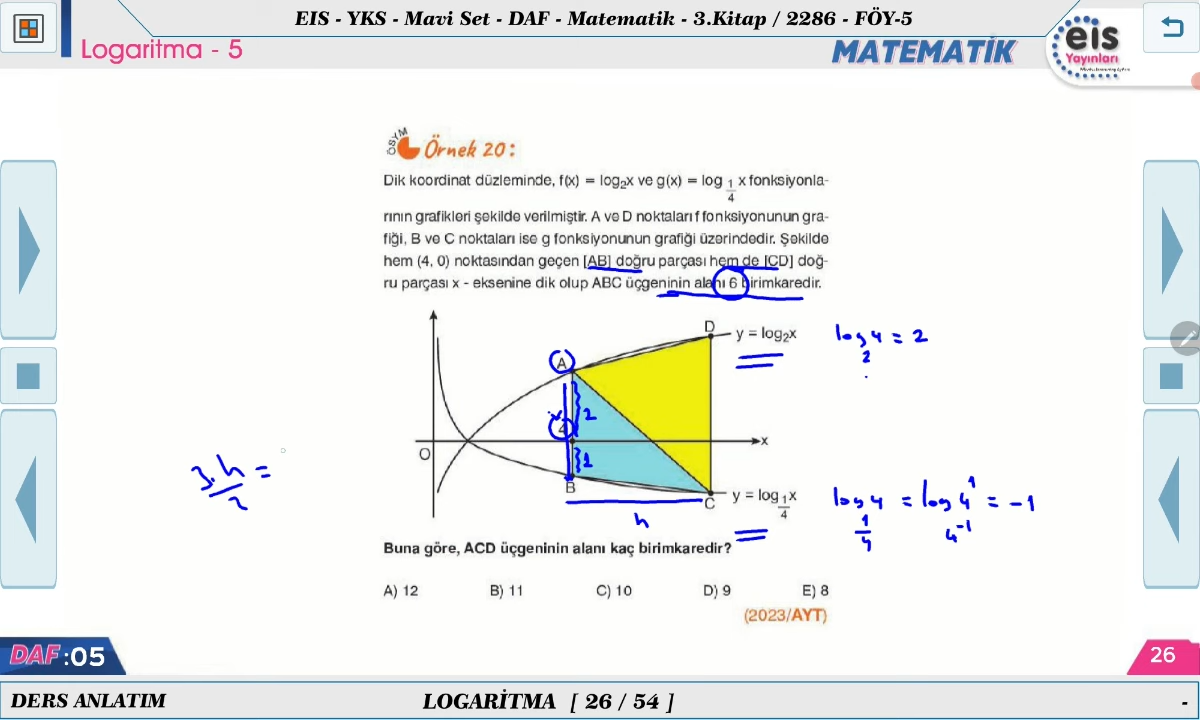 EIS - YKS - Mavi Set - DAF - Matematik - 3.Kitap / 2286 - FÖY-5
Logaritma - 5
MATEMATİK
eis
Yayınları
ÖSYM
Örnek 20:
Dik koordinat düzleminde, f(x) = log₂x ve g(x) = log 1/4 x fonksiyonla-
rının grafikleri şekilde verilmiştir. A ve D noktaları f fonksiyonunun gra-
fiği, B ve C noktaları ise g fonksiyonunun grafiği üzerindedir. Şekilde
hem (4, 0) noktasından geçen [AB] doğru parçası hem de [CD] doğ-
ru parçası x - eksenine dik olup ABC üçgeninin alanı 6 birimkaredir.
D
y = log₂x
log₂4 = 2
A
2
4
x
O
1
B
C
y = log 1/4 x
h
3.h/2 =
log 1/4 4 = log 4⁻¹ 4¹ = -1
Buna göre, ACD üçgeninin alanı kaç birimkaredir?
A) 12 B) 11 C) 10 D) 9 E) 8
(2023/AYT)
DAF :05
26
DERS ANLATIM
LOGARİTMA [ 26 / 54 ]
-